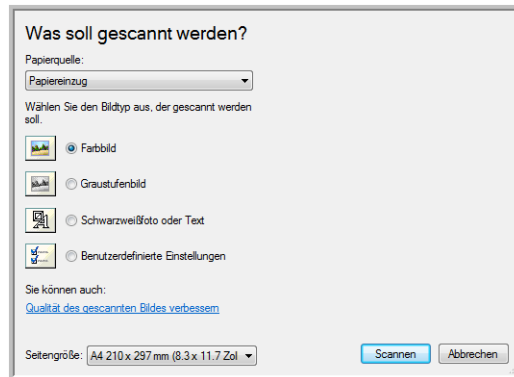 Was soll gescannt werden?
Papierquelle:
Papiereinzug
Wählen Sie den Bildtyp aus, der gescannt werden
soll.
Farbbild
Graustufenbild
Schwarzweißfoto oder Text
Benutzerdefinierte Einstellungen
Sie können auch:
Qualität des gescannten Bildes verbessern
Seitengröße: A4 210 x 297 mm (8.3 x 11.7 Zol
Scannen Abbrechen